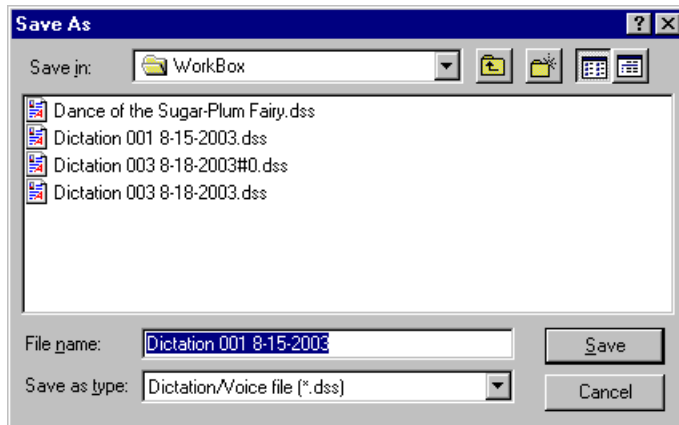 Save As
Save in: WorkBox
Dance of the Sugar-Plum Fairy.dss
Dictation 001 8-15-2003.dss
Dictation 003 8-18-2003#0.dss
Dictation 003 8-18-2003.dss
File name: Dictation 001 8-15-2003 Save
Save as type: Dictation/Voice file (*.dss) Cancel